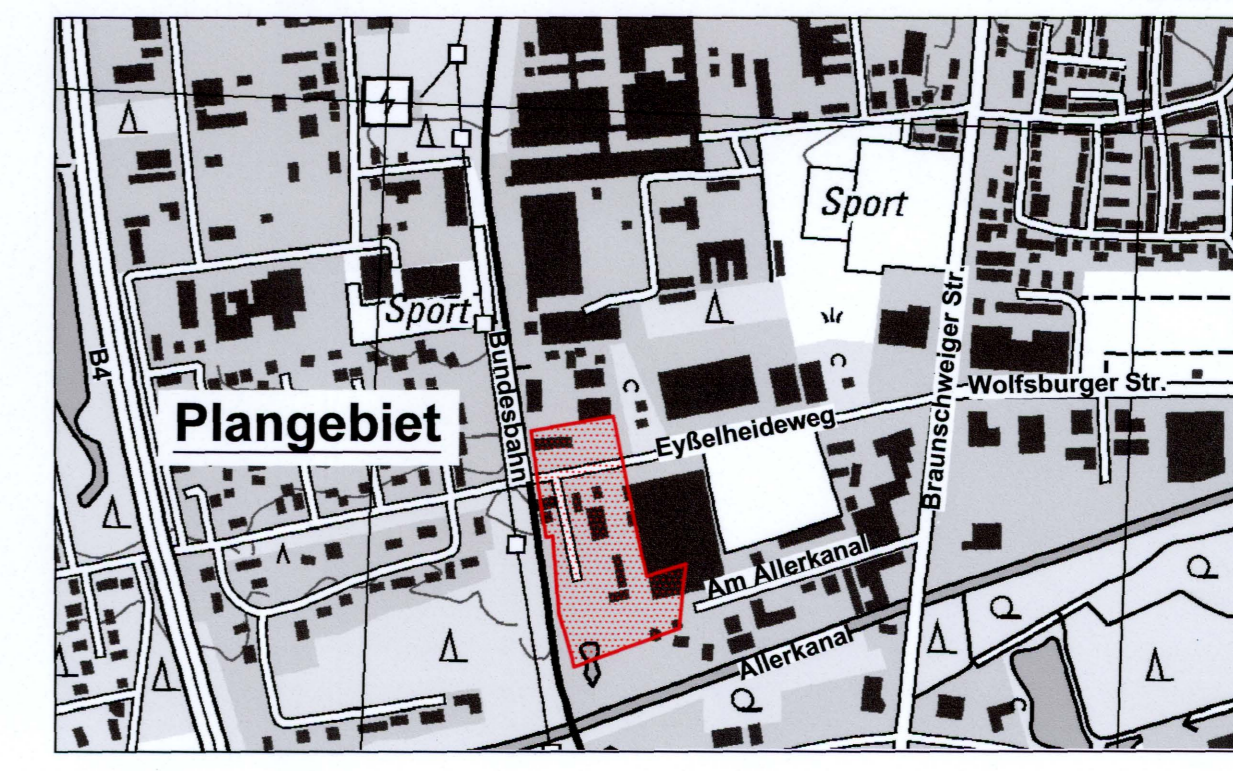 Sport
Sport
B4
Bundesbahn
Braunschweiger Str.
Wolfsburger Str.
Plangebiet
Eyßelheideweg
Am Allerkanal
Allerkanal